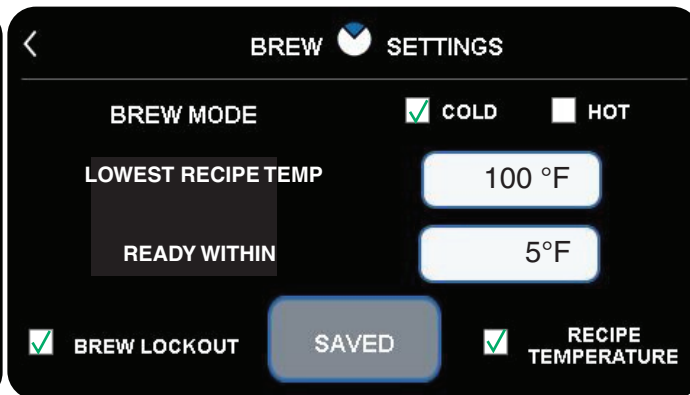 BREW SETTINGS
BREW MODE COLD HOT
LOWEST RECIPE TEMP 100 °F
READY WITHIN 5°F
BREW LOCKOUT SAVED RECIPE
TEMPERATURE